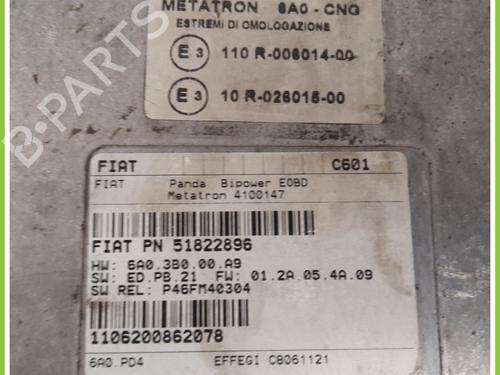 METATRON 6A0 - CNG
ESTREMI DI OMOLOGAZIONE
E 3 110 R-006014-00
E 3 10 R-026015-00
B-PARTS
FIAT C601
FIAT Panda Bipower EOBD
Metatron 4100147
FIAT PN 51822896
HW: 6A0.3B0.00.A9
SW: ED.PB.21 FW: 01.2A.05.4A.09
SW REL: P46FM40304
1106200862078
6A0.PD4 EFFEGI C8061121